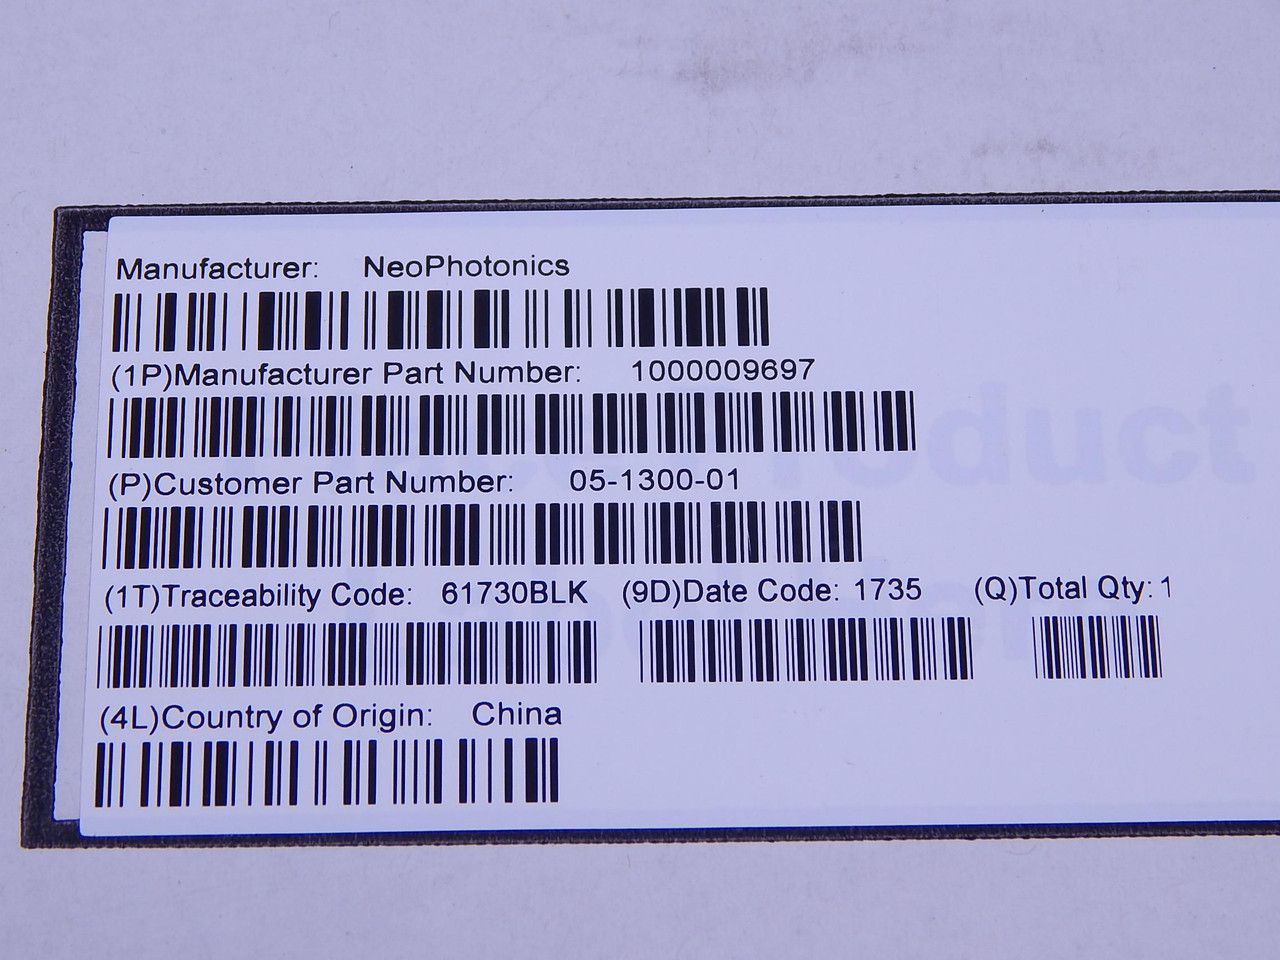 Manufacturer: NeoPhotonics
(1P)Manufacturer Part Number: 1000009697
(P)Customer Part Number: 05-1300-01
(1T)Traceability Code: 61730BLK (9D)Date Code: 1735 (Q)Total Qty: 1
(4L)Country of Origin: China